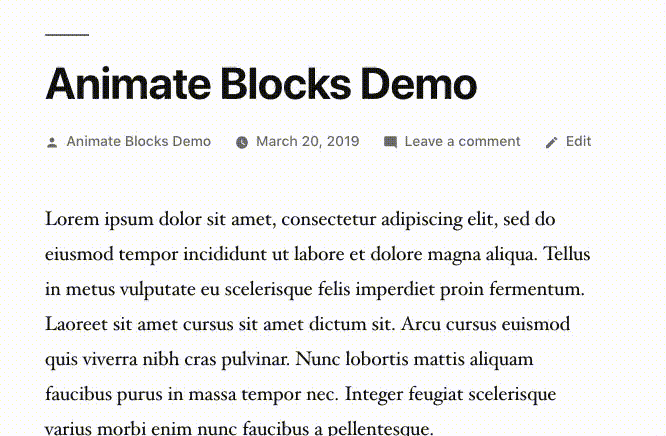 Animate Blocks Demo
Animate Blocks Demo March 20, 2019 Leave a comment Edit
Lorem ipsum dolor sit amet, consectetur adipiscing elit, sed do
eiusmod tempor incididunt ut labore et dolore magna aliqua. Tellus
in metus vulputate eu scelerisque felis imperdiet proin fermentum.
Laoreet sit amet cursus sit amet dictum sit. Arcu cursus euismod
quis viverra nibh cras pulvinar. Nunc lobortis mattis aliquam
faucibus purus in massa tempor nec. Integer feugiat scelerisque
varius morbi enim nunc faucibus a pellentesque.